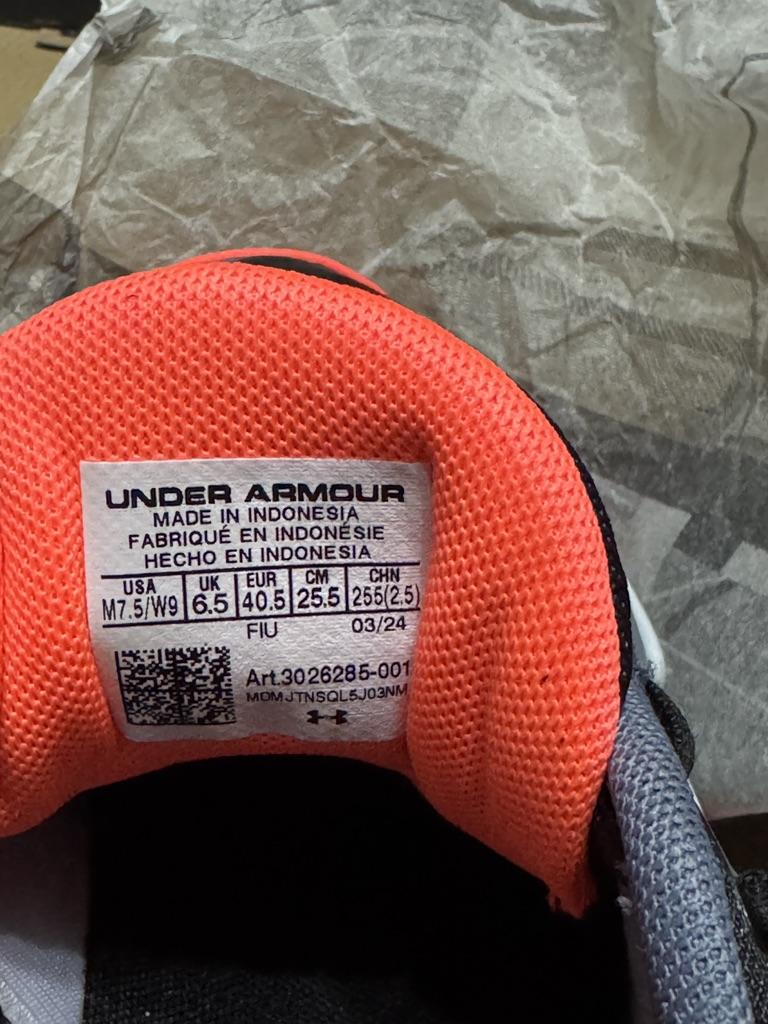 UNDER ARMOUR
MADE IN INDONESIA
FABRIQUÉ EN INDONÉSIE
HECHO EN INDONESIA
USA UK EUR CM CHN
M7.5/W9 6.5 40.5 25.5 255(2.5)
FIU 03/24
Art.3026285-001
MDMJTNSQL5J03NM